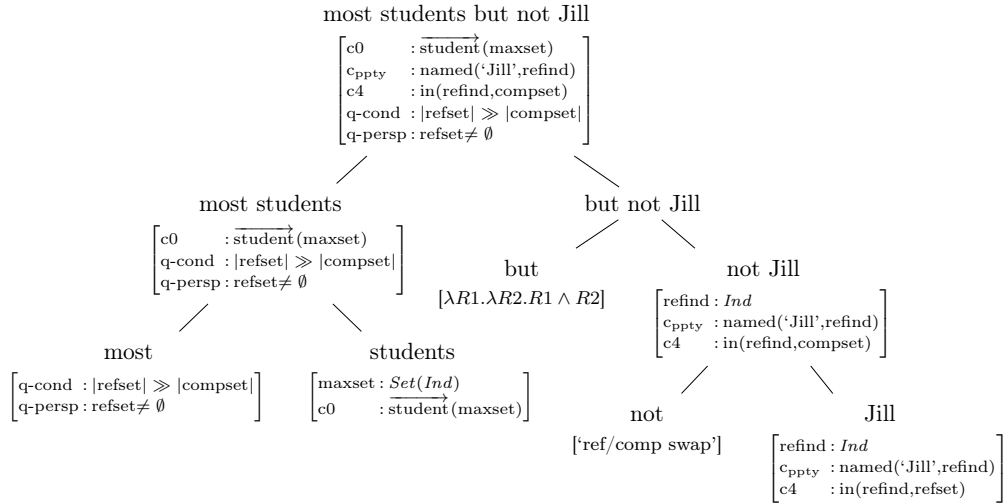 most students but not Jill
c0 : student(maxset)
c_ppty : named(‘Jill’,refind)
c4 : in(refind,compset)
q-cond : |refset| ≫ |compset|
q-persp : refset≠ ∅
most students
c0 : student(maxset)
q-cond : |refset| ≫ |compset|
q-persp : refset≠ ∅
but not Jill
but
[λR1.λR2.R1 ∧ R2]
not Jill
refind : Ind
c_ppty : named(‘Jill’,refind)
c4 : in(refind,compset)
most
q-cond : |refset| ≫ |compset|
q-persp : refset≠ ∅
students
maxset : Set(Ind)
c0 : student(maxset)
not
[‘ref/comp swap’]
Jill
refind : Ind
c_ppty : named(‘Jill’,refind)
c4 : in(refind,refset)